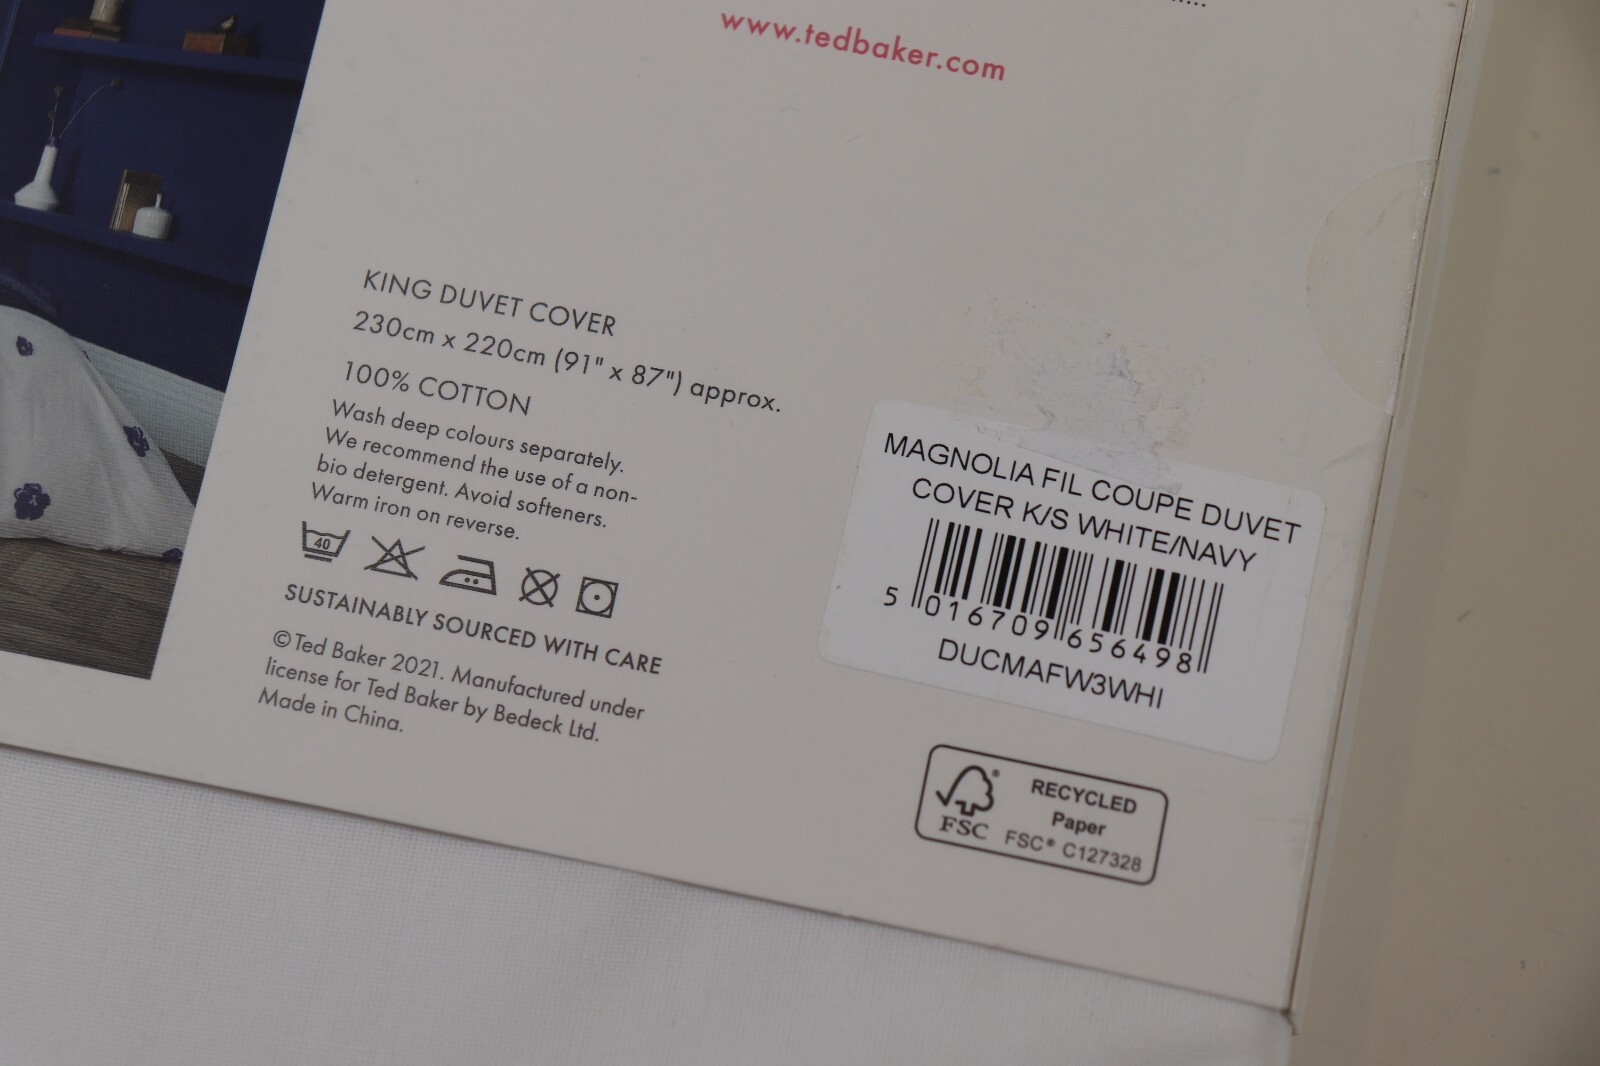 www.tedbaker.com
KING DUVET COVER
230cm x 220cm (91" x 87") approx.
100% COTTON
Wash deep colours separately.
We recommend the use of a non-
bio detergent. Avoid softeners.
Warm iron on reverse.
40
SUSTAINABLY SOURCED WITH CARE
©Ted Baker 2021. Manufactured under
license for Ted Baker by Bedeck Ltd.
Made in China.
MAGNOLIA FIL COUPE DUVET
COVER K/S WHITE/NAVY
5 016709 656498
DUCMAFW3WHI
FSC®
RECYCLED
Paper
FSC® C127328